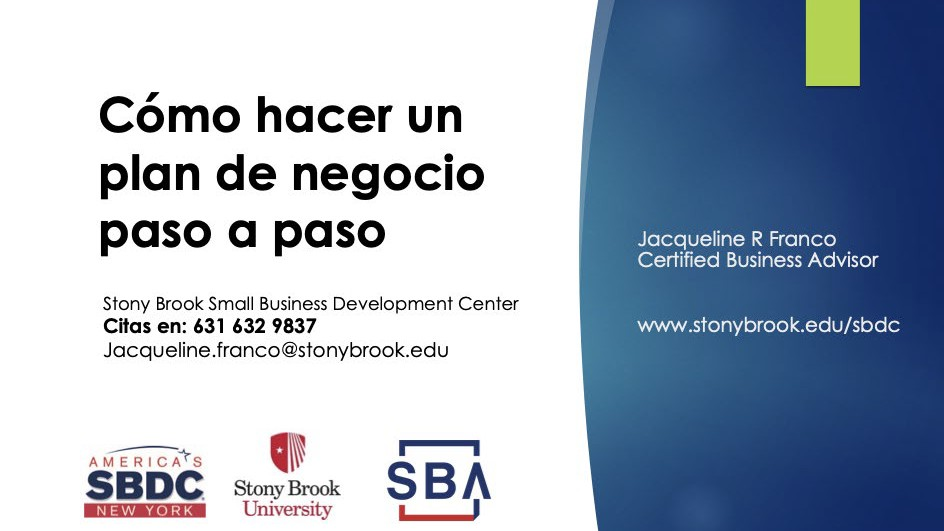 Cómo hacer un
plan de negocio
paso a paso
Stony Brook Small Business Development Center
Citas en: 631 632 9837
Jacqueline.franco@stonybrook.edu
Jacqueline R Franco
Certified Business Advisor
www.stonybrook.edu/sbdc
AMERICA'S
SBDC
NEW YORK
Stony Brook
University
SBA